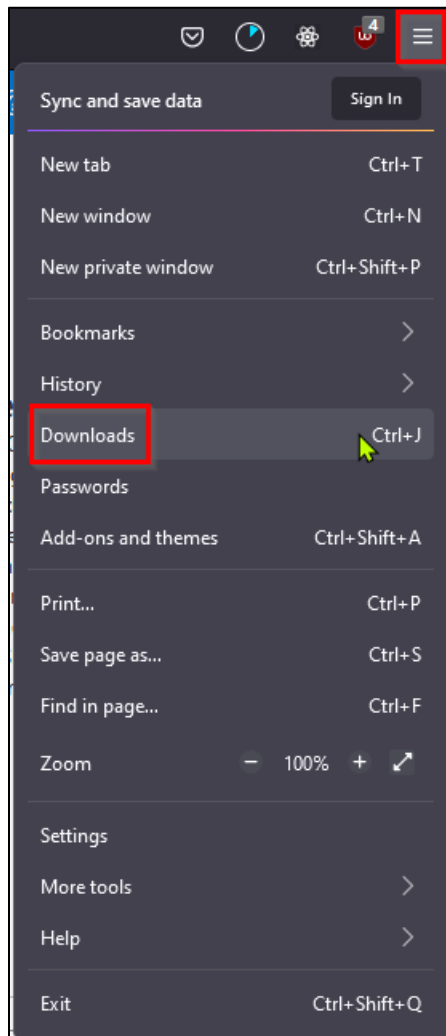 4
Sync and save data Sign In
New tab Ctrl+T
New window Ctrl+N
New private window Ctrl+Shift+P
Bookmarks
History
Downloads Ctrl+J
Passwords
Add-ons and themes Ctrl+Shift+A
Print... Ctrl+P
Save page as... Ctrl+S
Find in page... Ctrl+F
Zoom − 100% +
Settings
More tools
Help
Exit Ctrl+Shift+Q